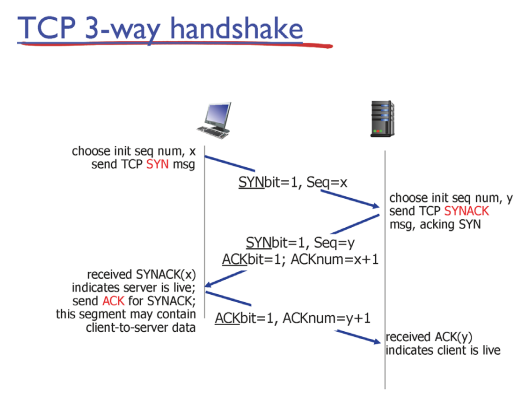 TCP 3-way handshake
choose init seq num, x
send TCP SYN msg
SYNbit=1, Seq=x
choose init seq num, y
send TCP SYNACK
msg, acking SYN
SYNbit=1, Seq=y
ACKbit=1; ACKnum=x+1
received SYNACK(x)
indicates server is live;
send ACK for SYNACK;
this segment may contain
client-to-server data
ACKbit=1, ACKnum=y+1
received ACK(y)
indicates client is live